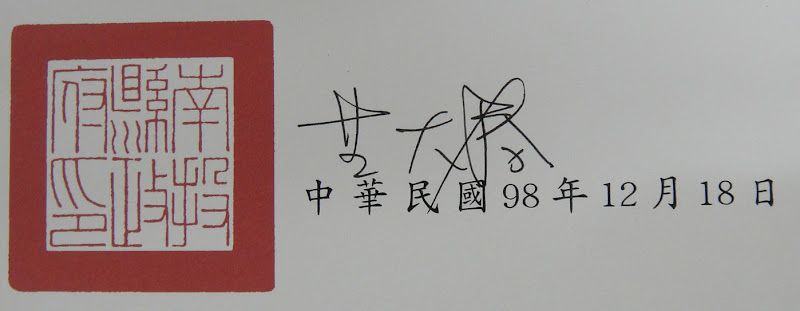 南投
縣政
府印
中華民國98年12月18日